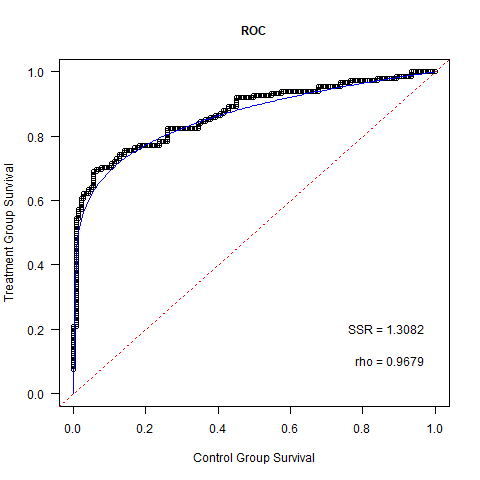 ROC
Treatment Group Survival
1.0
0.8
0.6
0.4
0.2
0.0
SSR = 1.3082
rho = 0.9679
0.0 0.2 0.4 0.6 0.8 1.0
Control Group Survival